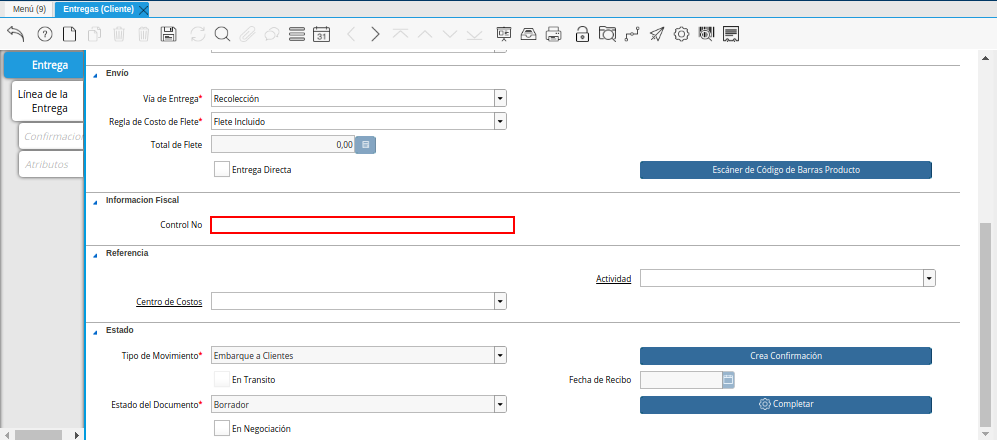 Menú (9) Entregas (Cliente)
31
Entrega
Línea de la
Entrega
Confirmacion
Atributos
Envío
Vía de Entrega* Recolección
Regla de Costo de Flete* Flete Incluido
Total de Flete 0,00
Entrega Directa Escáner de Código de Barras Producto
Informacion Fiscal
Control No
Referencia
Actividad
Centro de Costos
Estado
Tipo de Movimiento* Embarque a Clientes Crea Confirmación
En Transito Fecha de Recibo
Estado del Documento* Borrador Completar
En Negociación